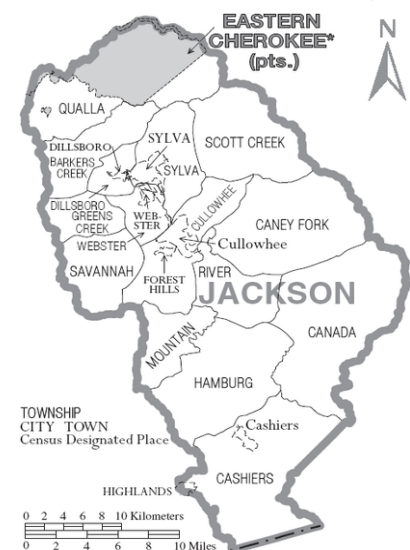 EASTERN
CHEROKEE*
(pts.)
N
QUALLA
DILLSBORO
SYLVA
SCOTT CREEK
BARKERS
CREEK
SYLVA
DILLSBORO
GREENS
CREEK
WEB-
STER
CULLOWHEE
CANEY FORK
WEBSTER
Cullowhee
SAVANNAH
FOREST
HILLS
RIVER
JACKSON
MOUNTAIN
CANADA
HAMBURG
TOWNSHIP
CITY TOWN
Census Designated Place
Cashiers
CASHIERS
HIGHLANDS
0 2 4 6 8 10 Kilometers
0 2 4 6 8 10 Miles